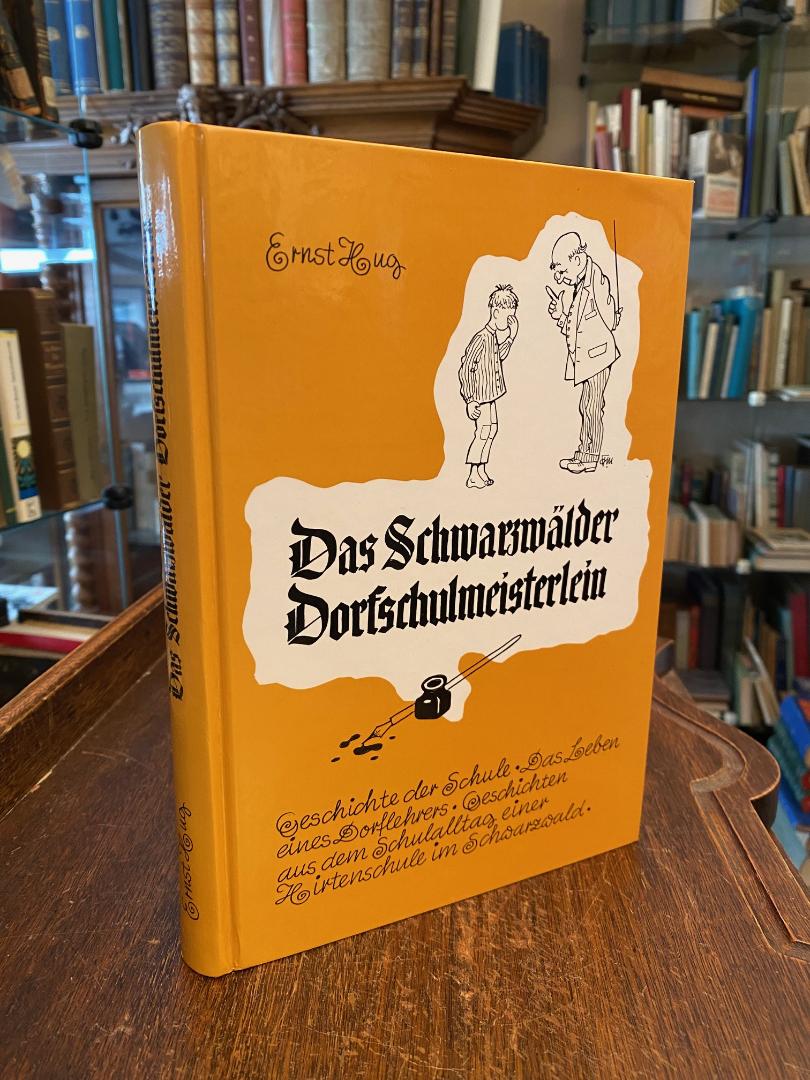 Ernst Hug
Das Schwarzwälder
Dorfschulmeisterlein
Geschichte der Schule • Das Leben
eines Dorflehrers • Geschichten
aus dem Schulalltag einer
Hirtenschule im Schwarzwald •
Das Schwarzwälder Dorfschulmeisterlein
Ernst Hug